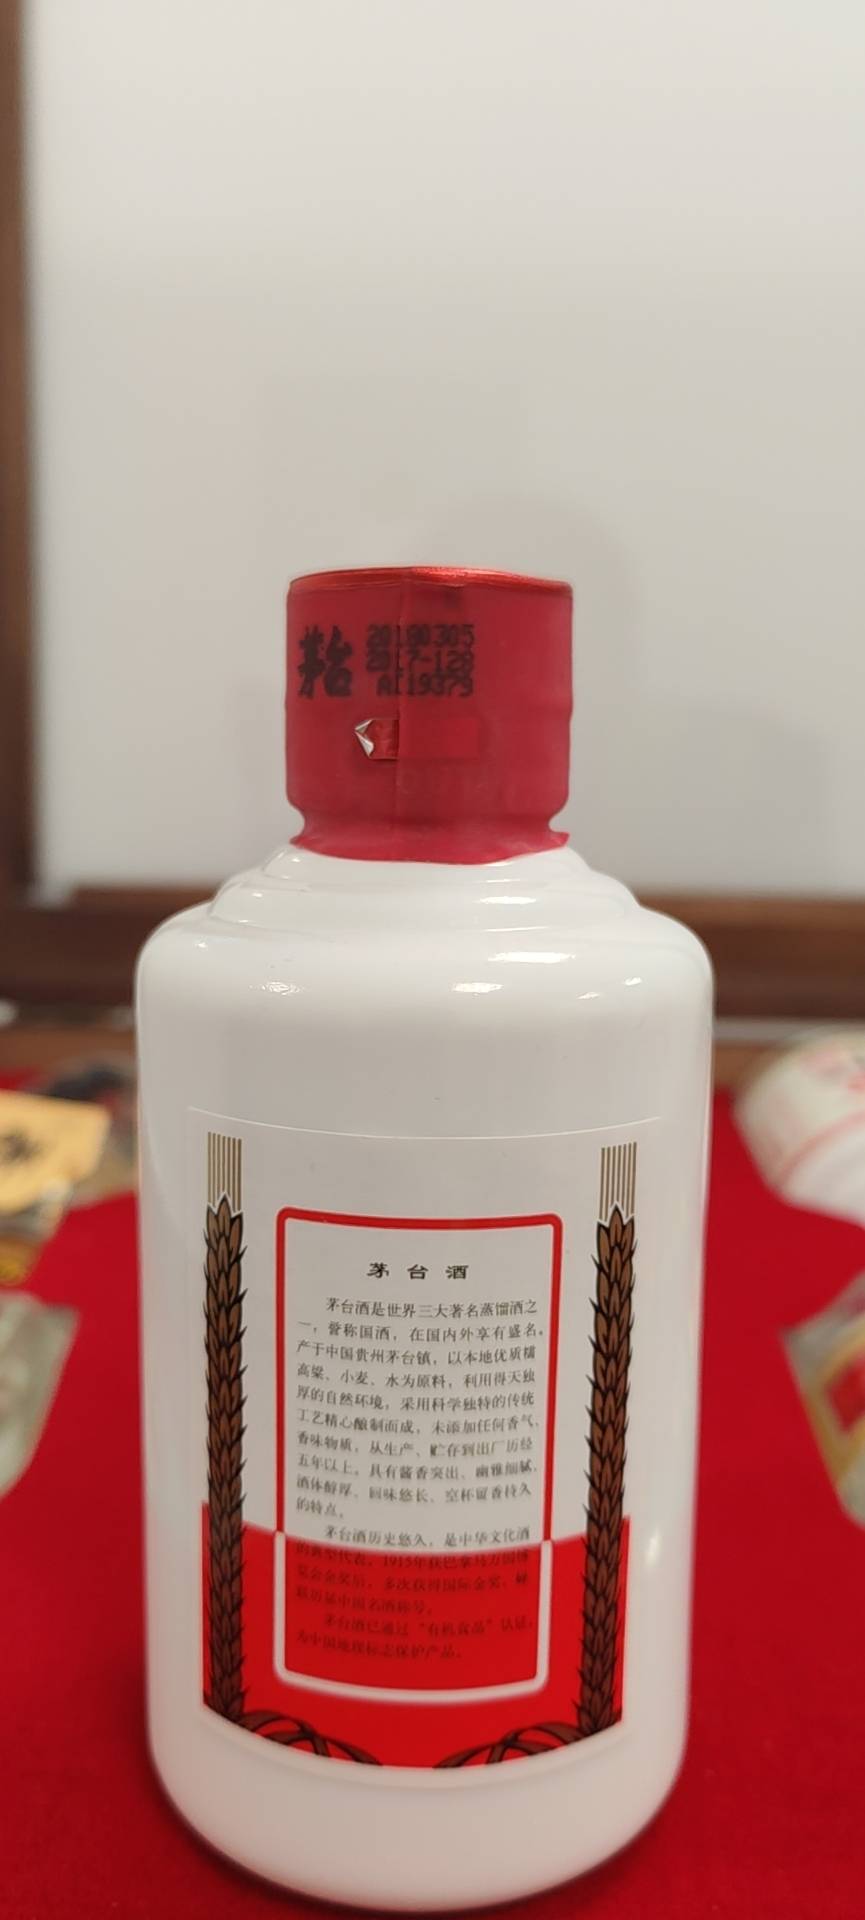 茅台
20180305
2017-128
AI19379
茅台酒
茅台酒是世界三大著名蒸馏酒之
一，誉称国酒，在国内外享有盛名。
产于中国贵州茅台镇，以本地优质糯
高粱、小麦、水为原料，利用得天独
厚的自然环境，采用科学独特的传统
工艺精心酿制而成，未添加任何香气、
香味物质，从生产、贮存到出厂历经
五年以上，具有酱香突出、幽雅细腻、
酒体醇厚、回味悠长、空杯留香持久
的特点。
茅台酒历史悠久，是中华文化酒
的典型代表，1915年获巴拿马万国博
览会金奖后，多次获得国际金奖，蝉
联历届中国名酒称号。
茅台酒已通过“有机食品”认证，
为中国地理标志保护产品。